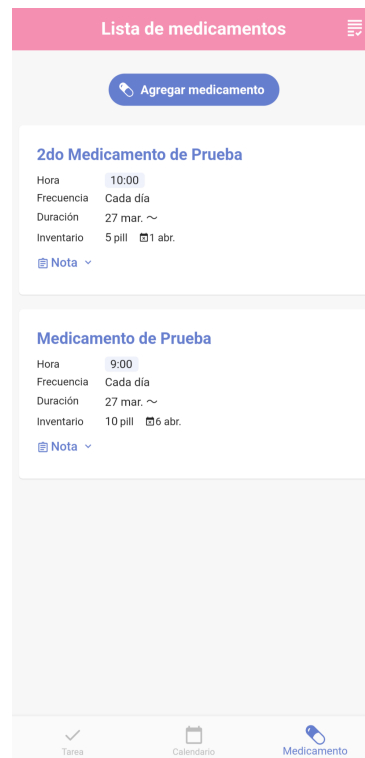 Lista de medicamentos
Agregar medicamento
2do Medicamento de Prueba
Hora 10:00
Frecuencia Cada día
Duración 27 mar. ～
Inventario 5 pill 1 abr.
Nota
Medicamento de Prueba
Hora 9:00
Frecuencia Cada día
Duración 27 mar. ～
Inventario 10 pill 6 abr.
Nota
Tarea Calendario Medicamento